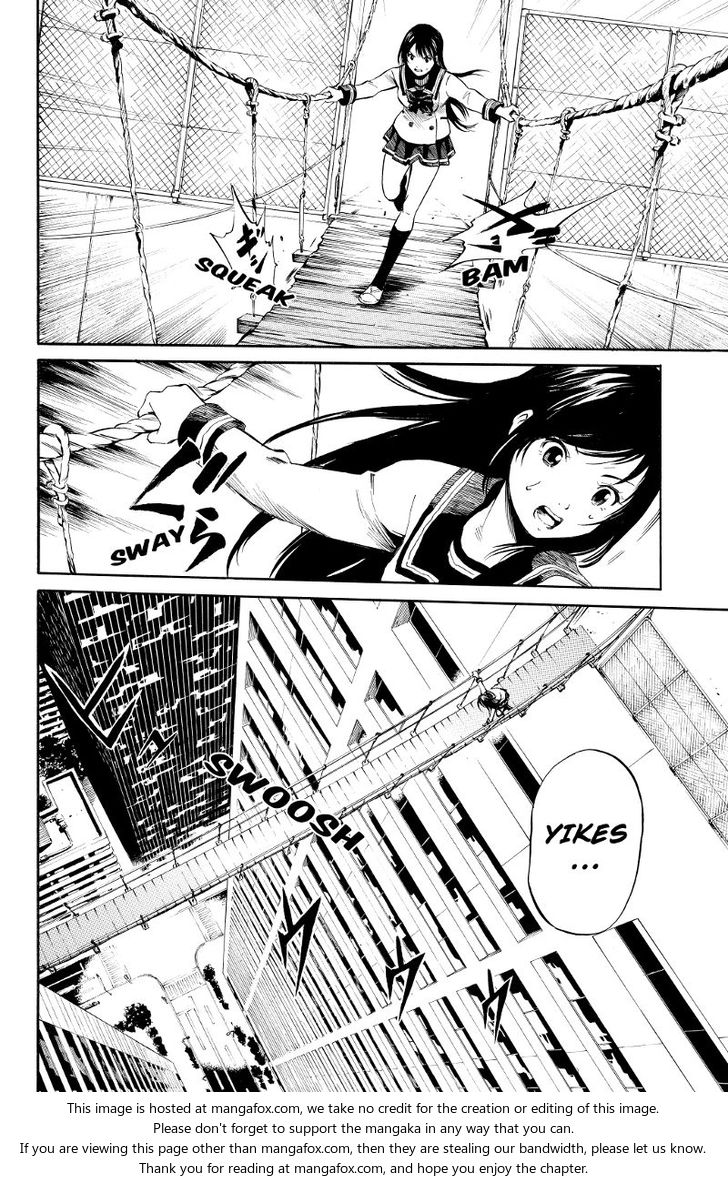 SQUEAK
BAM
SWAY
SWOOSH
YIKES
...
This image is hosted at mangafox.com, we take no credit for the creation or editing of this image.
Please don't forget to support the mangaka in any way that you can.
If you are viewing this page other than mangafox.com, then they are stealing our bandwidth, please let us know.
Thank you for reading at mangafox.com, and hope you enjoy the chapter.